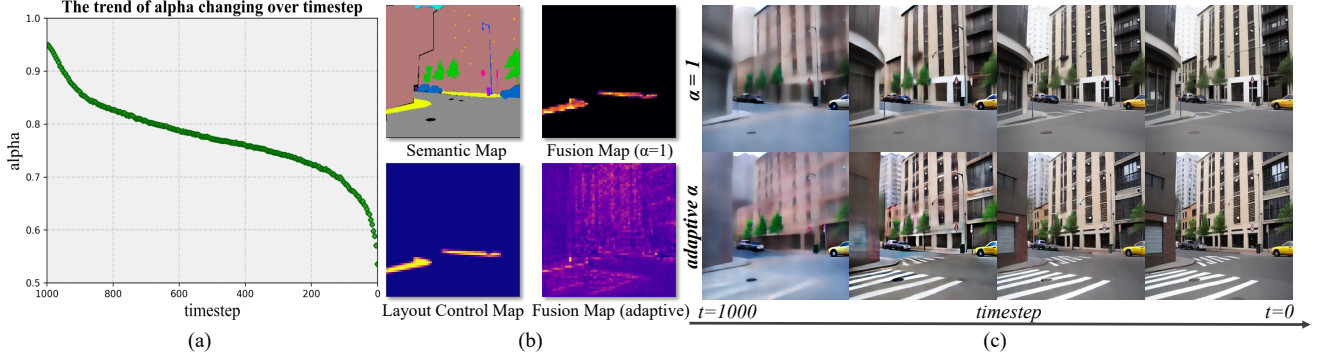 The trend of alpha changing over timestep
1.0
0.9
0.8
0.7
0.6
0.5
alpha
1000
800
600
400
200
0
timestep
(a)
Semantic Map
Fusion Map (α=1)
Layout Control Map
Fusion Map (adaptive)
(b)
α = 1
adaptive α
t=1000
timestep
t=0
(c)